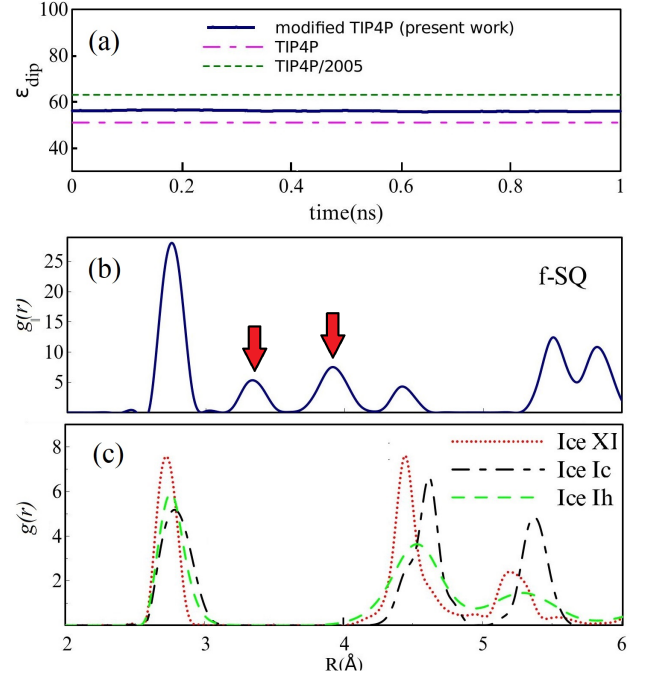 100
80
60
40
ε_dip
(a)
modified TIP4P (present work)
TIP4P
TIP4P/2005
0 0.2 0.4 0.6 0.8 1
time(ns)
(b)
f-SQ
25
20
15
10
5
g_∥(r)
(c)
Ice XI
Ice Ic
Ice Ih
8
6
4
2
g(r)
2 3 4 5 6
R(Å)